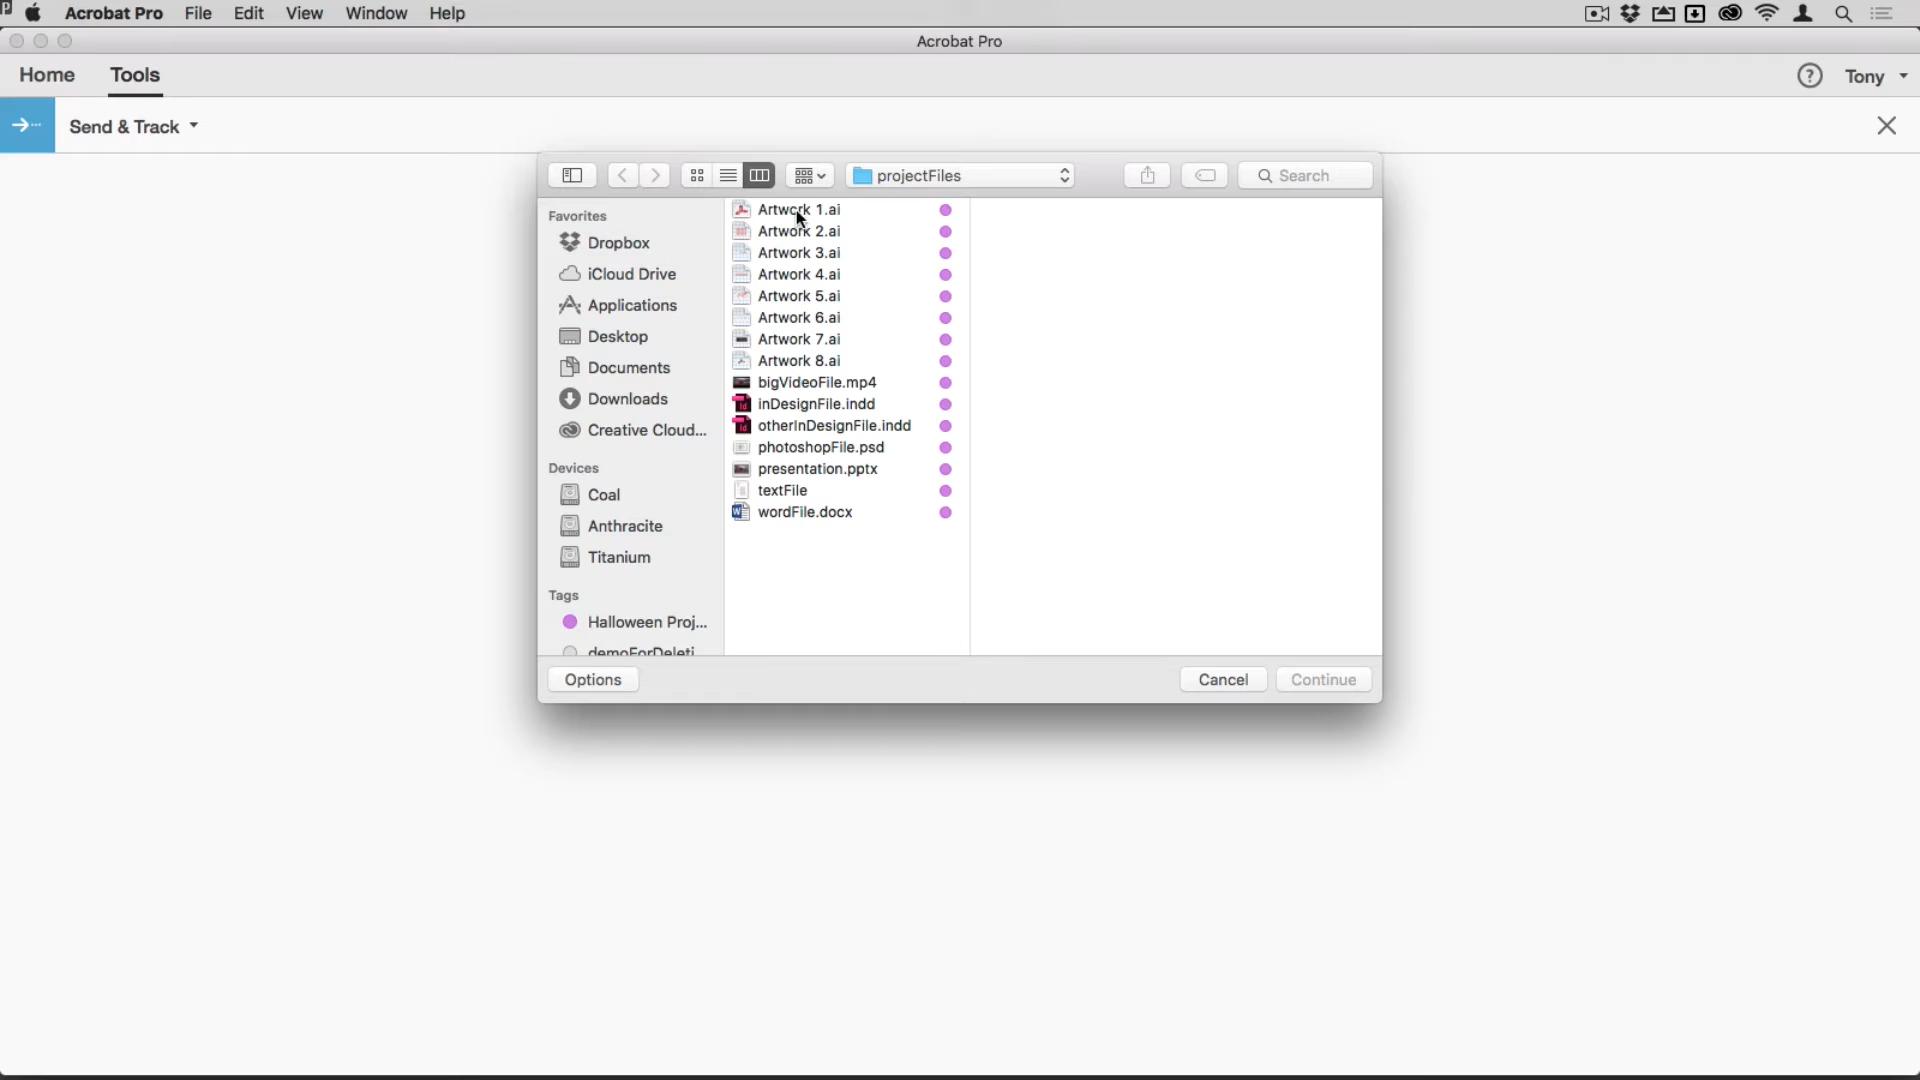 Acrobat Pro File Edit View Window Help
Acrobat Pro
Home Tools
? Tony
Send & Track
projectFiles
Search
Favorites
Dropbox
iCloud Drive
Applications
Desktop
Documents
Downloads
Creative Cloud...
Devices
Coal
Anthracite
Titanium
Tags
Halloween Proj...
demoForDeleti
Artwork 1.ai
Artwork 2.ai
Artwork 3.ai
Artwork 4.ai
Artwork 5.ai
Artwork 6.ai
Artwork 7.ai
Artwork 8.ai
bigVideoFile.mp4
inDesignFile.indd
otherInDesignFile.indd
photoshopFile.psd
presentation.pptx
textFile
wordFile.docx
Options
Cancel Continue